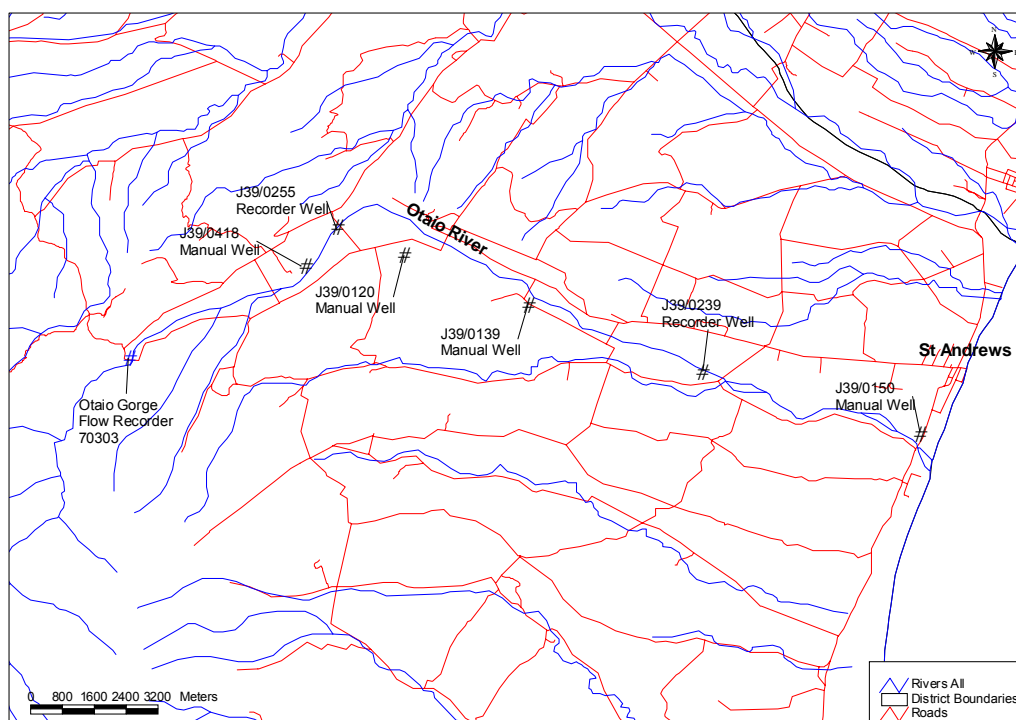 N
W
S
J39/0255
Recorder Well
J39/0418
Manual Well
Otaio River
J39/0120
Manual Well
J39/0139
Manual Well
J39/0239
Recorder Well
St Andrews
J39/0150
Manual Well
Otaio Gorge
Flow Recorder
70303
0 800 1600 2400 3200 Meters
Rivers All
District Boundaries
Roads